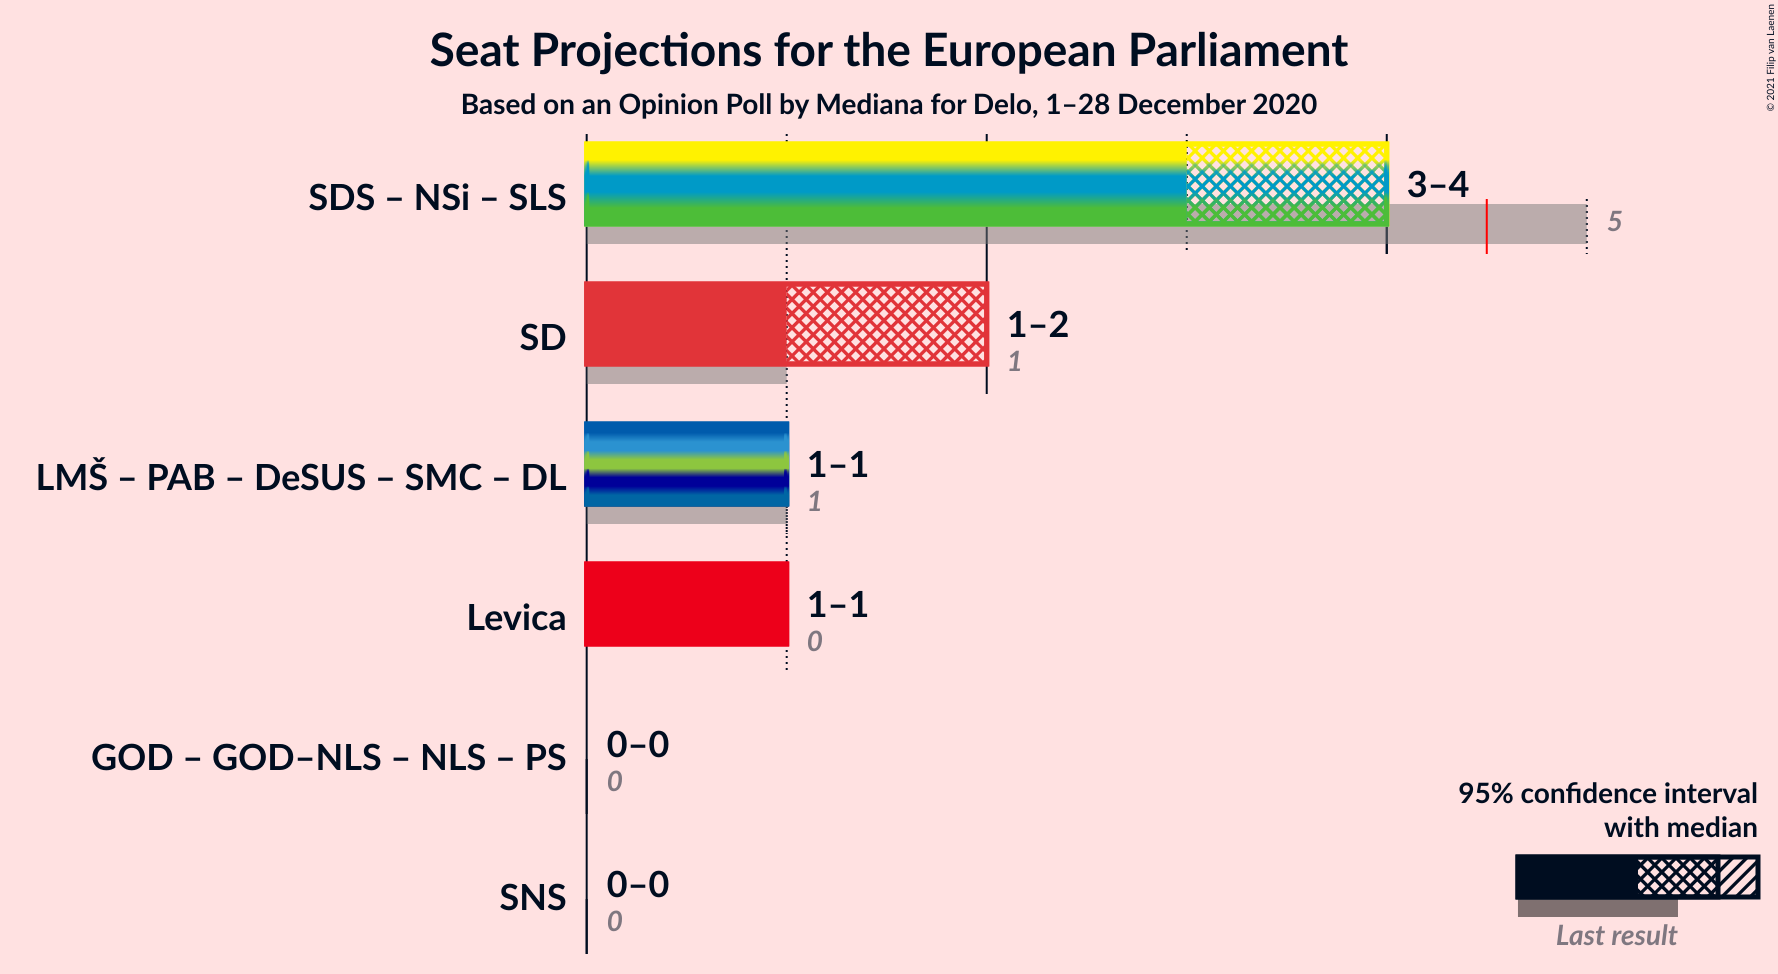 Seat Projections for the European Parliament
Based on an Opinion Poll by Mediana for Delo, 1–28 December 2020
© 2021 Filip van Laenen
SDS – NSi – SLS
3–4
5
SD
1–2
1
LMŠ – PAB – DeSUS – SMC – DL
1–1
1
Levica
1–1
0
GOD – GOD–NLS – NLS – PS
0–0
0
SNS
0–0
0
95% confidence interval
with median
Last result